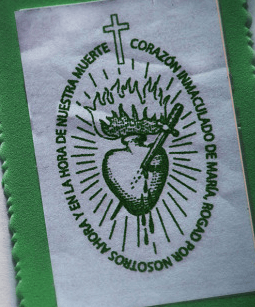 CORAZÓN INMACULADO DE MARÍA, ROGAD POR NOSOTROS AHORA Y EN LA HORA DE NUESTRA MUERTE